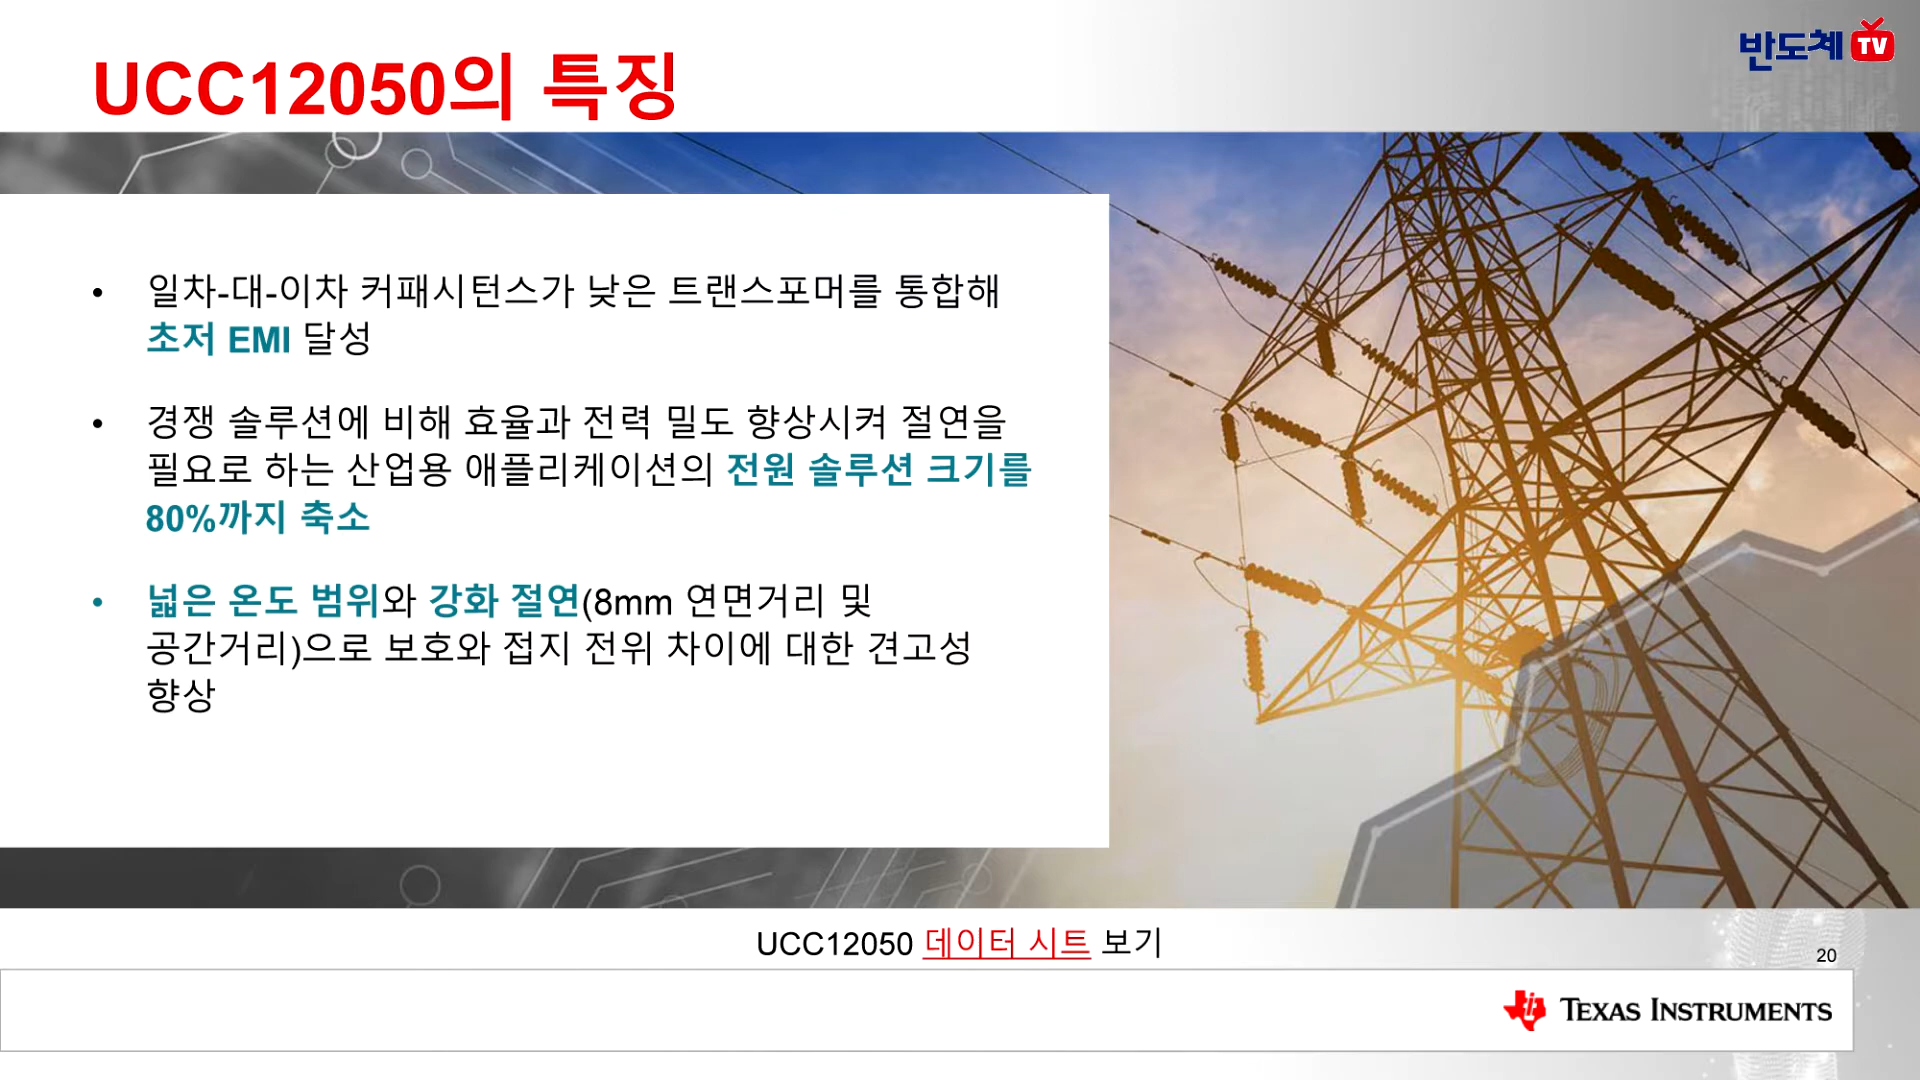 반도체 TV
UCC12050의 특징
• 일차-대-이차 커패시턴스가 낮은 트랜스포머를 통합해
초저 EMI 달성
• 경쟁 솔루션에 비해 효율과 전력 밀도 향상시켜 절연을
필요로 하는 산업용 애플리케이션의 전원 솔루션 크기를
80%까지 축소
• 넓은 온도 범위와 강화 절연(8mm 연면거리 및
공간거리)으로 보호와 접지 전위 차이에 대한 견고성
향상
UCC12050 데이터 시트 보기
20
TEXAS INSTRUMENTS